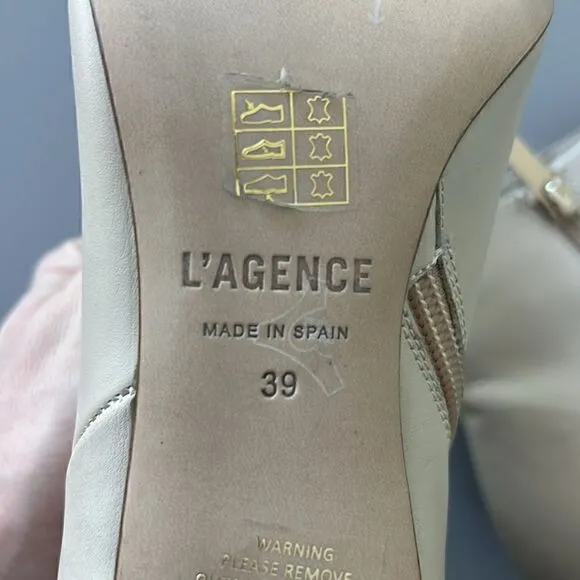 L'AGENCE
MADE IN SPAIN
39
WARNING
PLEASE REMOVE